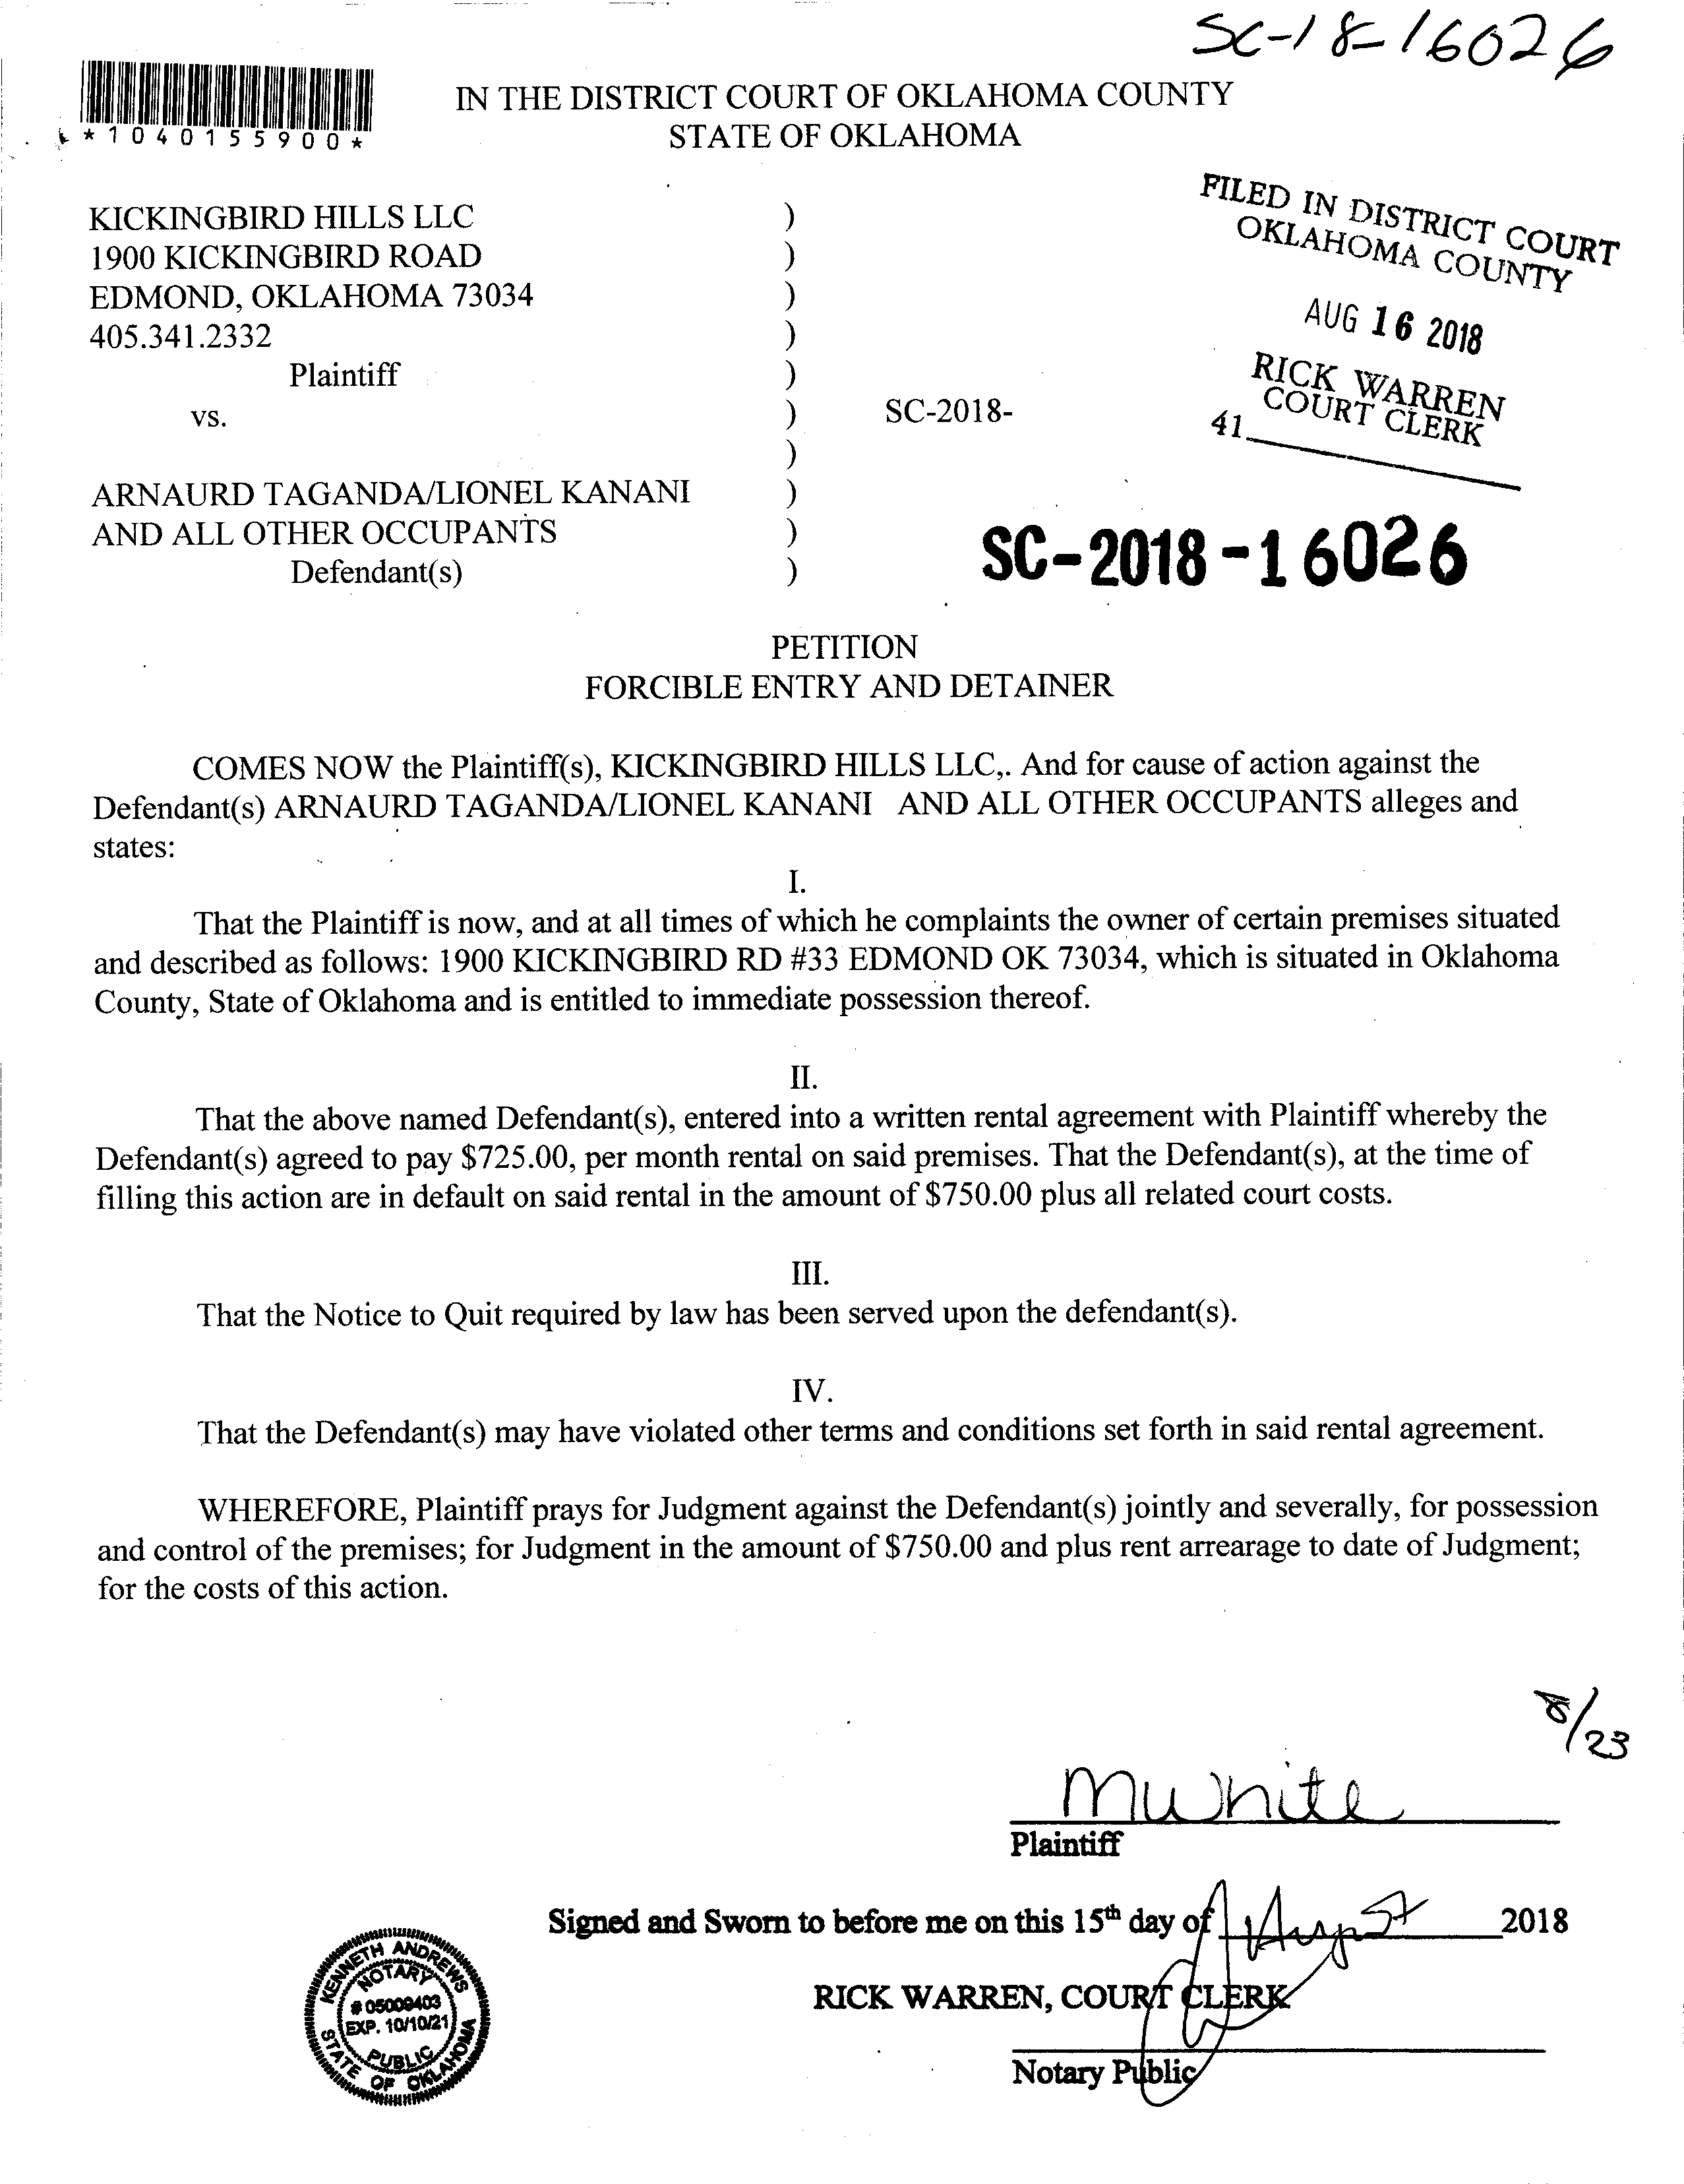 SC-18-16026
*1040155900*
IN THE DISTRICT COURT OF OKLAHOMA COUNTY
STATE OF OKLAHOMA
FILED IN DISTRICT COURT
OKLAHOMA COUNTY
AUG 16 2018
RICK WARREN
COURT CLERK
41
KICKINGBIRD HILLS LLC )
1900 KICKINGBIRD ROAD )
EDMOND, OKLAHOMA 73034 )
405.341.2332 )
Plaintiff )
vs. ) SC-2018-
)
ARNAURD TAGANDA/LIONEL KANANI )
AND ALL OTHER OCCUPANTS )
Defendant(s) )
SC-2018-16026
PETITION
FORCIBLE ENTRY AND DETAINER
COMES NOW the Plaintiff(s), KICKINGBIRD HILLS LLC,. And for cause of action against the
Defendant(s) ARNAURD TAGANDA/LIONEL KANANI AND ALL OTHER OCCUPANTS alleges and
states:
I.
That the Plaintiff is now, and at all times of which he complaints the owner of certain premises situated
and described as follows: 1900 KICKINGBIRD RD #33 EDMOND OK 73034, which is situated in Oklahoma
County, State of Oklahoma and is entitled to immediate possession thereof.
II.
That the above named Defendant(s), entered into a written rental agreement with Plaintiff whereby the
Defendant(s) agreed to pay $725.00, per month rental on said premises. That the Defendant(s), at the time of
filling this action are in default on said rental in the amount of $750.00 plus all related court costs.
III.
That the Notice to Quit required by law has been served upon the defendant(s).
IV.
That the Defendant(s) may have violated other terms and conditions set forth in said rental agreement.
WHEREFORE, Plaintiff prays for Judgment against the Defendant(s) jointly and severally, for possession
and control of the premises; for Judgment in the amount of $750.00 and plus rent arrearage to date of Judgment;
for the costs of this action.
8/23
MWhite
Plaintiff
Signed and Sworn to before me on this 15th day of August 2018
RICK WARREN, COURT CLERK
Notary Public
KENNETH ANDREWS
NOTARY
# 05009403
EXP. 10/10/21
PUBLIC
STATE OF OKLAHOMA